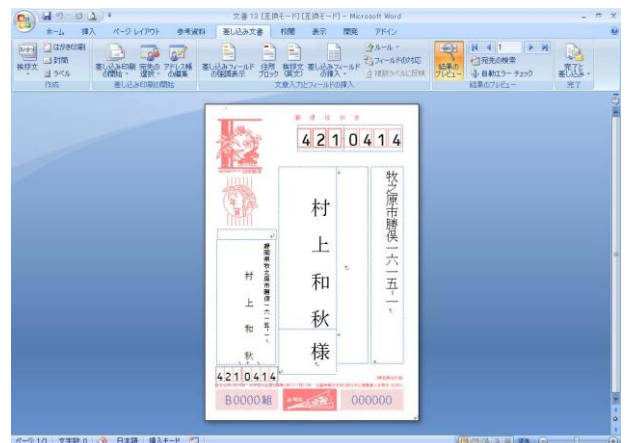 文書 13 [互換モード] [互換モード] - Microsoft Word
ホーム 挿入 ページ レイアウト 参考資料 差し込み文書 校閲 表示 開発 アドイン
はがき印刷
封筒
ラベル
挨拶文
差し込み印刷の開始
宛先の選択
アドレス帳の編集
差し込みフィールドの強調表示
住所ブロック
挨拶文(英文)
差し込みフィールドの挿入
ルール
フィールドの対応
複数ラベルに反映
結果のプレビュー
1
宛先の検索
自動エラー チェック
完了と差し込み
作成 差し込み印刷の開始 文章入力とフィールドの挿入 結果のプレビュー 完了
郵便はがき
4210414
牧之原市勝俣一六一五-二
村上和秋様
静岡県牧之原市勝俣一六一五-二
村上和秋
4210414
B0000組
000000
ページ: 1/1 文字数: 0 日本語 挿入モード